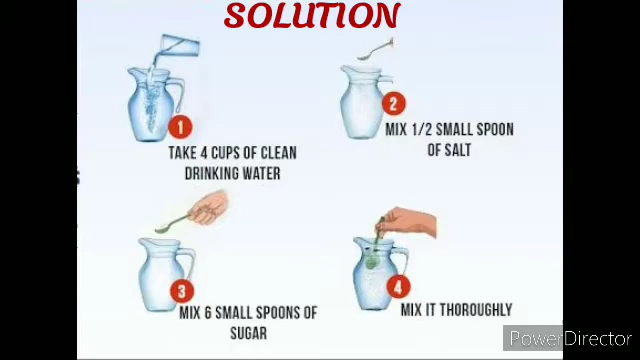 SOLUTION
1
TAKE 4 CUPS OF CLEAN
DRINKING WATER
2
MIX 1/2 SMALL SPOON
OF SALT
3
MIX 6 SMALL SPOONS OF
SUGAR
4
MIX IT THOROUGHLY
PowerDirector